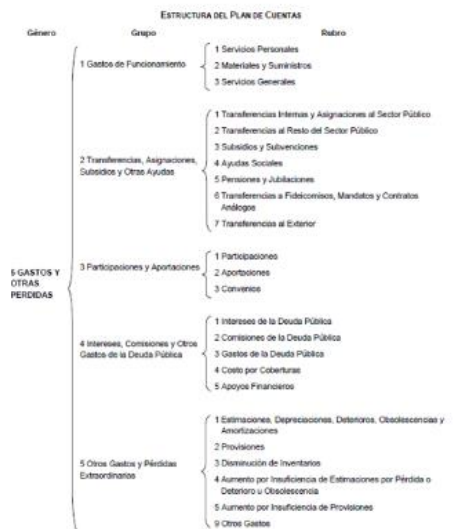 ESTRUCTURA DEL PLAN DE CUENTAS
Género
Grupo
Rubro
5 GASTOS Y
OTRAS
PERDIDAS
1 Gastos de Funcionamiento
1 Servicios Personales
2 Materiales y Suministros
3 Servicios Generales
2 Transferencias, Asignaciones,
Subsidios y Otras Ayudas
1 Transferencias Internas y Asignaciones al Sector Público
2 Transferencias al Resto del Sector Público
3 Subsidios y Subvenciones
4 Ayudas Sociales
5 Pensiones y Jubilaciones
6 Transferencias a Fideicomisos, Mandatos y Contratos
Análogos
7 Transferencias al Exterior
3 Participaciones y Aportaciones
1 Participaciones
2 Aportaciones
3 Convenios
4 Intereses, Comisiones y Otros
Gastos de la Deuda Pública
1 Intereses de la Deuda Pública
2 Comisiones de la Deuda Pública
3 Gastos de la Deuda Pública
4 Costo por Coberturas
5 Apoyos Financieros
5 Otros Gastos y Pérdidas
Extraordinarias
1 Estimaciones, Depreciaciones, Deterioros, Obsolescencias y
Amortizaciones
2 Provisiones
3 Disminución de Inventarios
4 Aumento por Insuficiencia de Estimaciones por Pérdida o
Deterioro u Obsolescencia
5 Aumento por Insuficiencia de Provisiones
9 Otros Gastos